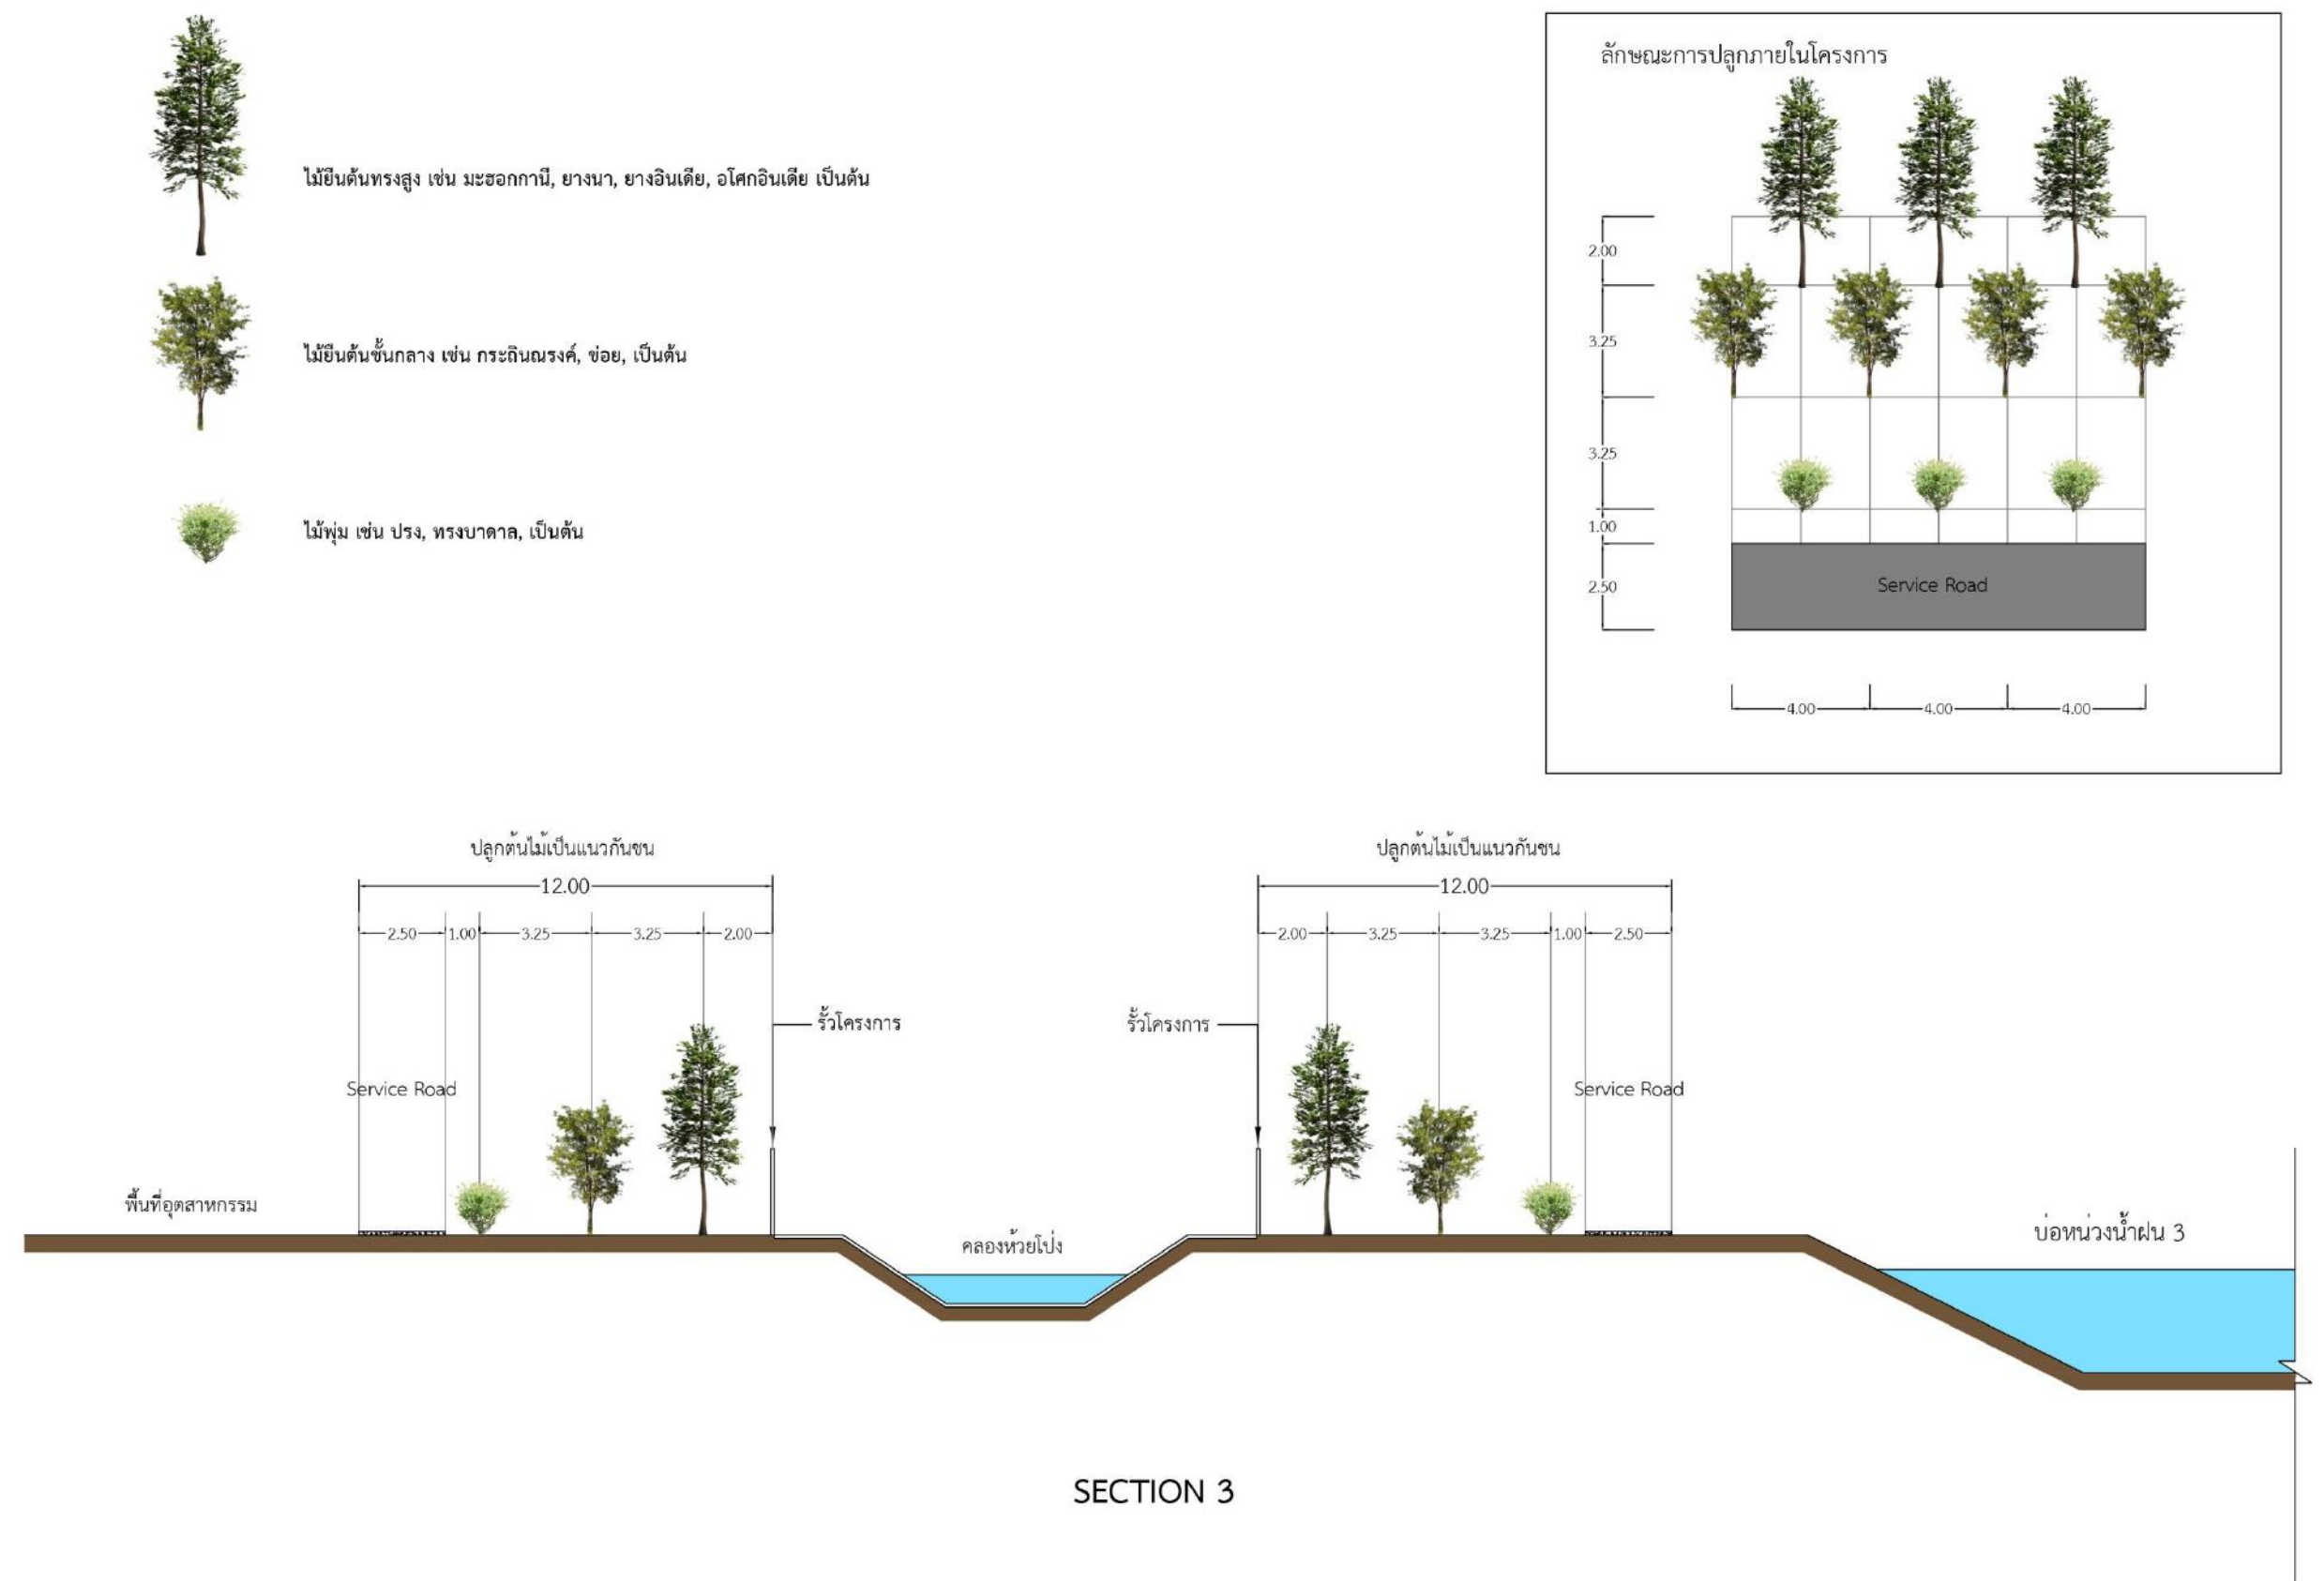 ลักษณะการปลูกภายในโครงการ
ไม้ยืนต้นทรงสูง เช่น มะฮอกกานี, ยางนา, ยางอินเดีย, อโศกอินเดีย เป็นต้น
ไม้ยืนต้นชั้นกลาง เช่น กระถินณรงค์, ข่อย, เป็นต้น
ไม้พุ่ม เช่น ปรง, ทรงบาดาล, เป็นต้น
2.00
3.25
3.25
1.00
2.50
Service Road
4.00 4.00 4.00
ปลูกต้นไม้เป็นแนวกันชน ปลูกต้นไม้เป็นแนวกันชน
12.00 12.00
2.50 1.00 3.25 3.25 2.00 2.00 3.25 3.25 1.00 2.50
รั้วโครงการ รั้วโครงการ
Service Road Service Road
พื้นที่อุตสาหกรรม
คลองห้วยโป่ง
บ่อหน่วงน้ำฝน 3
SECTION 3